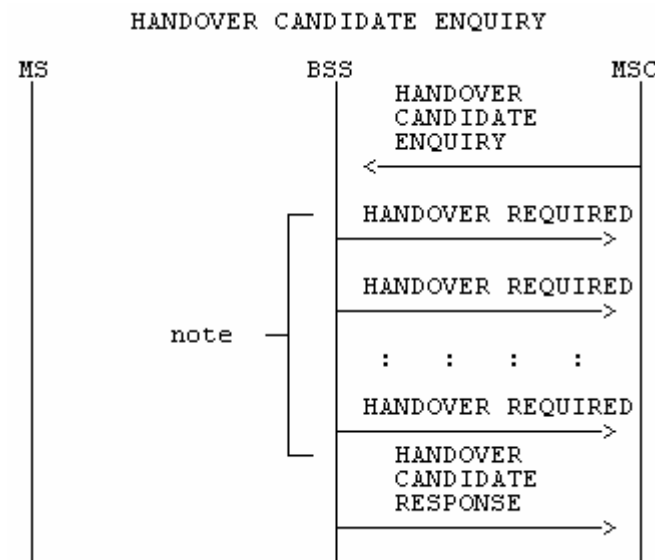 HANDOVER CANDIDATE ENQUIRY
MS BSS MSC
HANDOVER
CANDIDATE
ENQUIRY
HANDOVER REQUIRED
HANDOVER REQUIRED
note
: : : :
HANDOVER REQUIRED
HANDOVER
CANDIDATE
RESPONSE